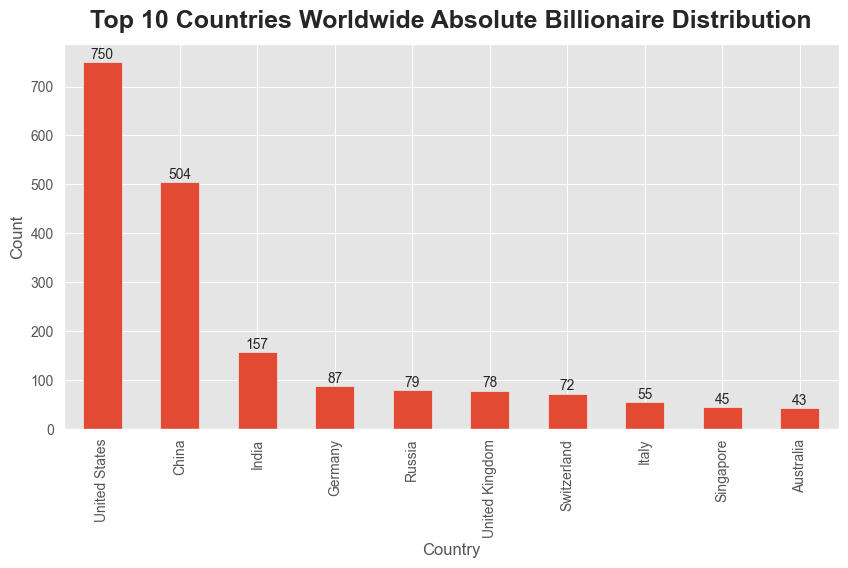 Top 10 Countries Worldwide Absolute Billionaire Distribution
Count
700
600
500
400
300
200
100
0
750
504
157
87
79
78
72
55
45
43
United States
China
India
Germany
Russia
United Kingdom
Switzerland
Italy
Singapore
Australia
Country